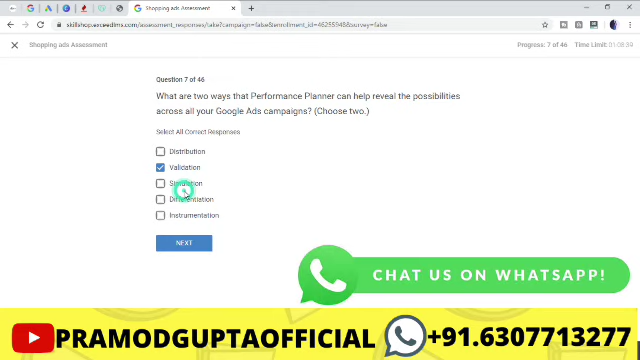 Shopping ads Assessment
skillshop.exceedlms.com/assessment_responses/take?campaign=false&enrollment_id=46255948&survey=false
Shopping ads Assessment
Progress: 7 of 46
Time Limit: 01:08:39
Question 7 of 46
What are two ways that Performance Planner can help reveal the possibilities
across all your Google Ads campaigns? (Choose two.)
Select All Correct Responses
Distribution
Validation
Simulation
Differentiation
Instrumentation
NEXT
CHAT US ON WHATSAPP!
PRAMODGUPTAOFFICIAL
+91.6307713277